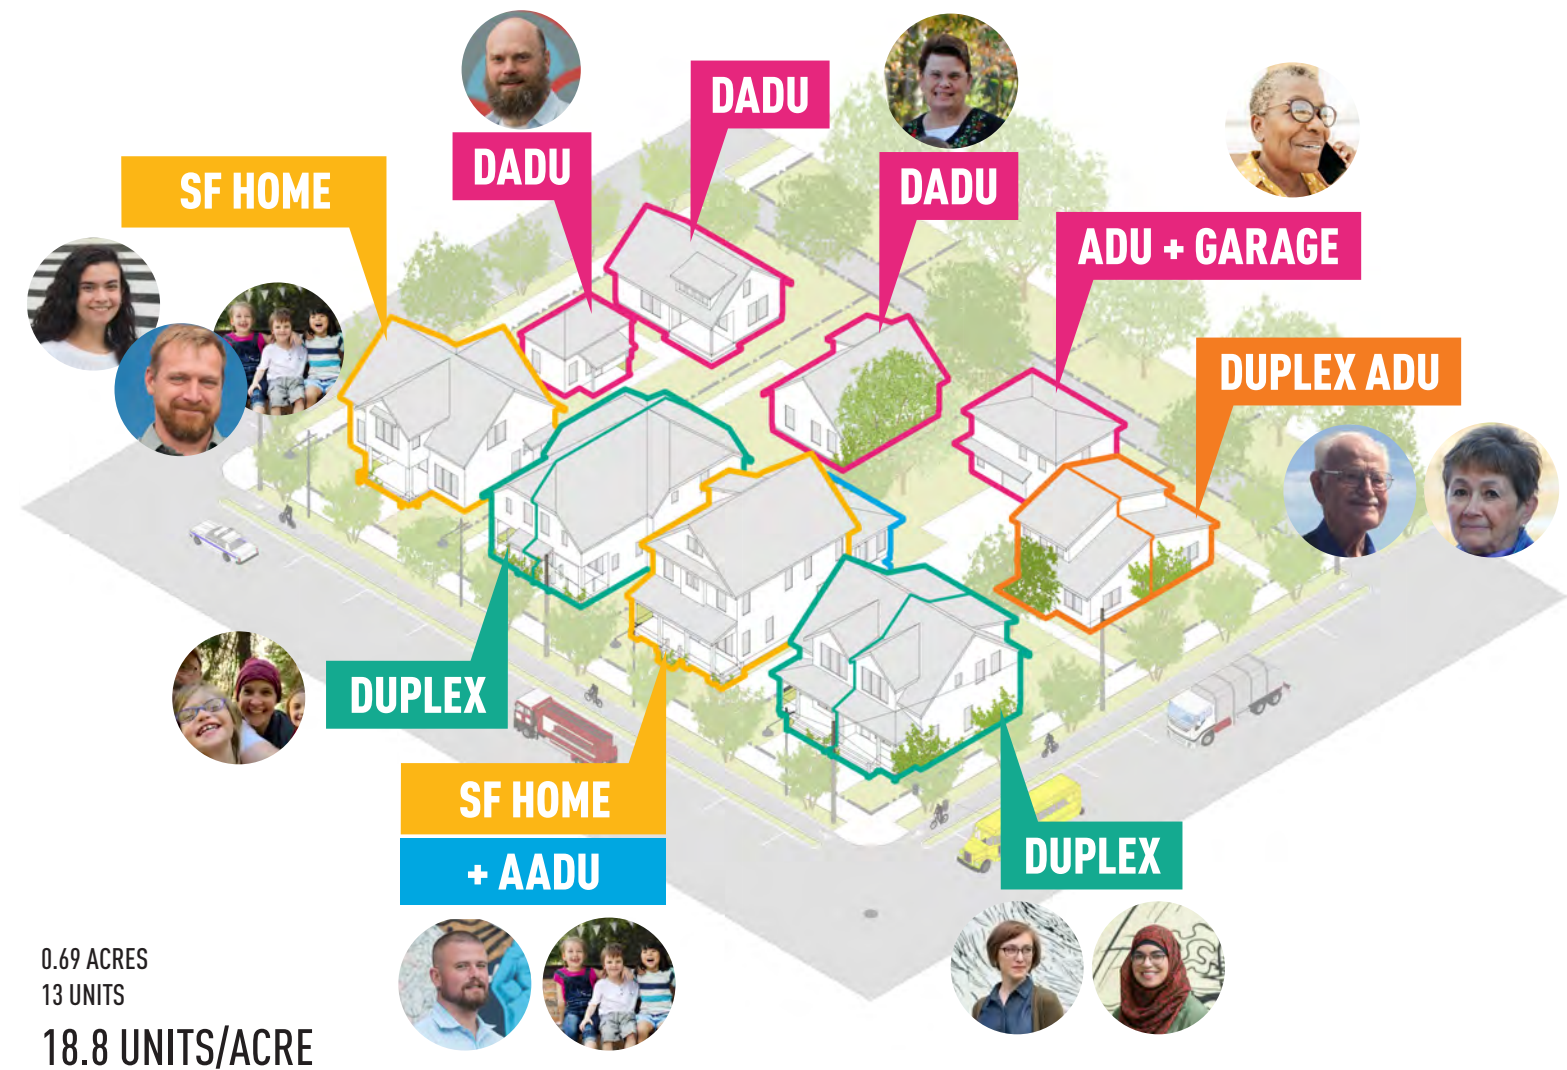 DADU
DADU
DADU
SF HOME
ADU + GARAGE
DUPLEX ADU
DUPLEX
SF HOME
+ AADU
DUPLEX
0.69 ACRES
13 UNITS
18.8 UNITS/ACRE